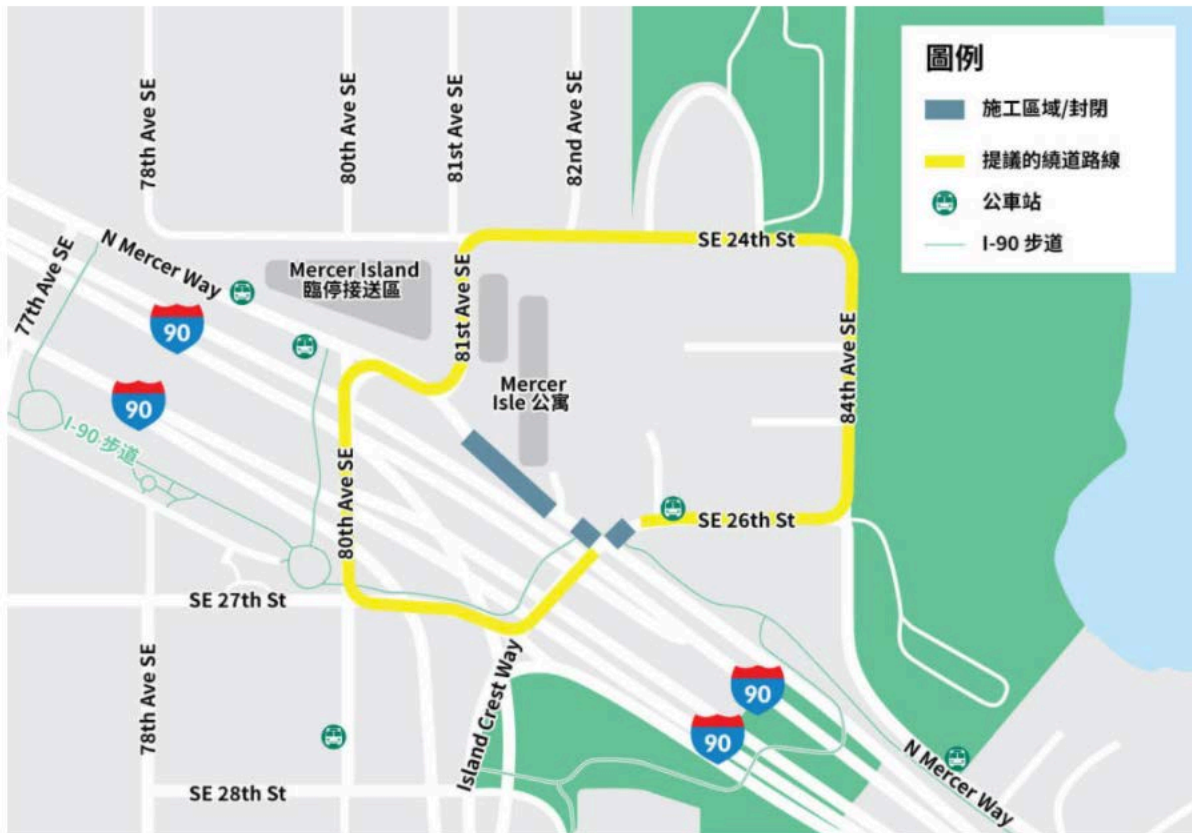 圖例
施工區域/封閉
提議的繞道路線
公車站
I-90 步道
78th Ave SE
80th Ave SE
81st Ave SE
82nd Ave SE
SE 24th St
N Mercer Way
77th Ave SE
Mercer Island
臨停接送區
90
81st Ave SE
84th Ave SE
Mercer
Isle 公寓
90
I-90 步道
80th Ave SE
SE 26th St
SE 27th St
78th Ave SE
Island Crest Way
90
90
N Mercer Way
SE 28th St